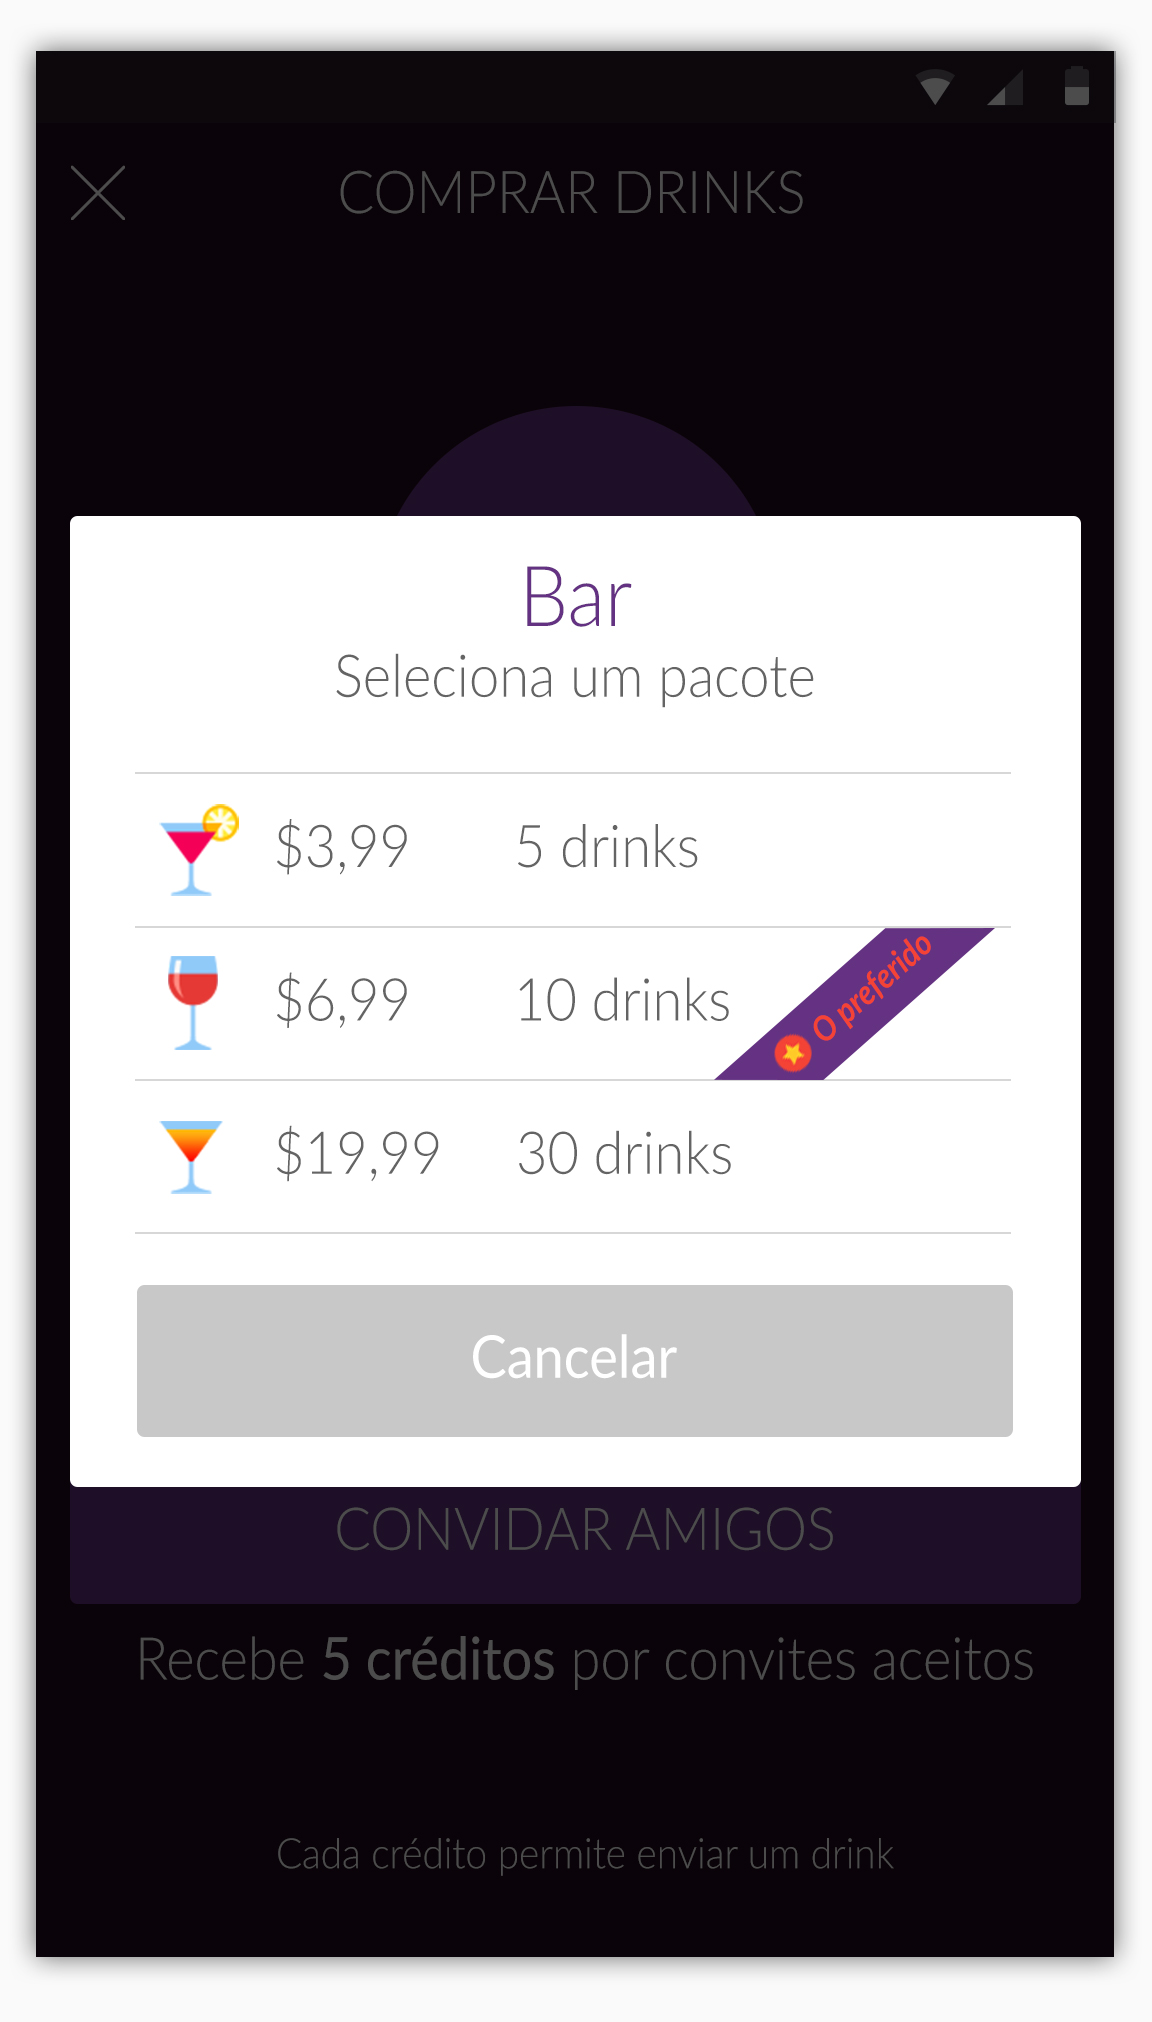 COMPRAR DRINKS
Bar
Seleciona um pacote
$3,99 5 drinks
$6,99 10 drinks O preferido
$19,99 30 drinks
Cancelar
CONVIDAR AMIGOS
Recebe 5 créditos por convites aceitos
Cada crédito permite enviar um drink